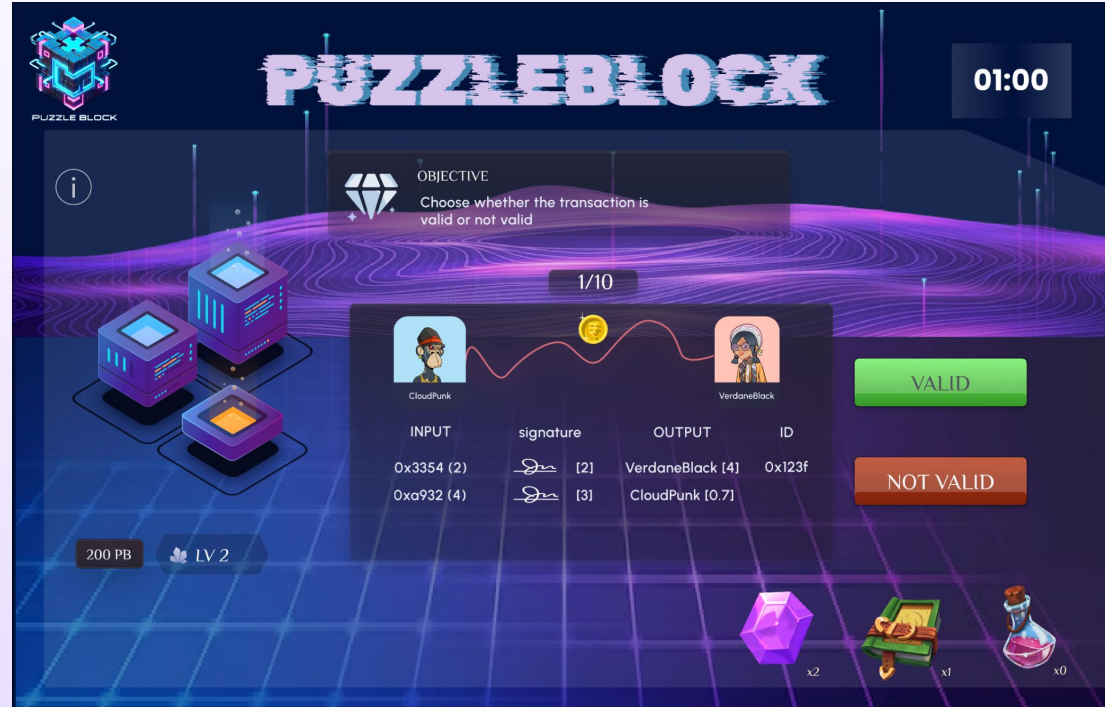 PUZZLE BLOCK
PUZZLEBLOCK
01:00
i
OBJECTIVE
Choose whether the transaction is
valid or not valid
1/10
CloudPunk
VerdaneBlack
INPUT signature OUTPUT ID
0x3354 (2) [2] VerdaneBlack [4] 0x123f
0xa932 (4) [3] CloudPunk [0.7]
VALID
NOT VALID
200 PB
LV 2
x2
x1
x0